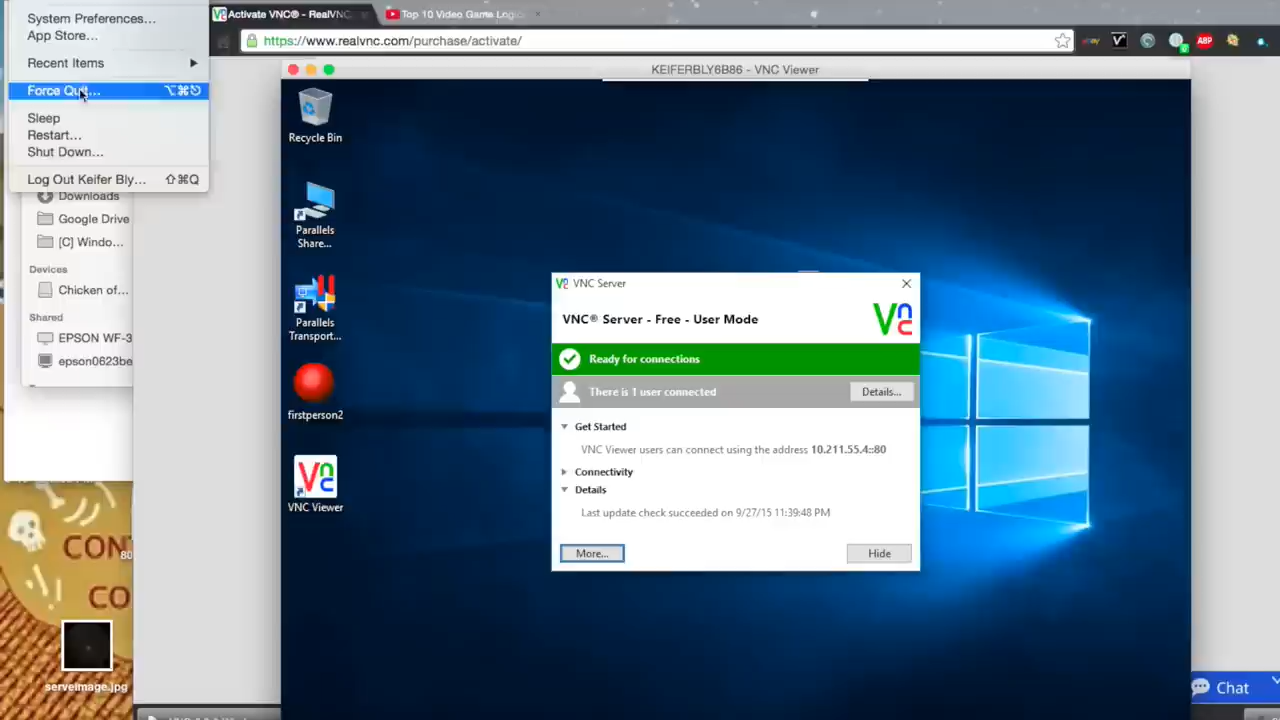 System Preferences...
App Store...
Recent Items
Force Quit...
Sleep
Restart...
Shut Down...
Log Out Keifer Bly... ⇧⌘Q
Downloads
Google Drive
[C] Windo...
Devices
Chicken of...
Shared
EPSON WF-3
epson0623be
CON
CO
80
serveimage.jpg
Activate VNC® - RealVNC
Top 10 Video Game Logic
https://www.realvnc.com/purchase/activate/
ABP
KEIFERBLY6B86 - VNC Viewer
Recycle Bin
Parallels
Share...
Parallels
Transport...
firstperson2
VNC Viewer
VNC Server
VNC® Server - Free - User Mode
Ready for connections
There is 1 user connected
Details...
Get Started
VNC Viewer users can connect using the address 10.211.55.4::80
Connectivity
Details
Last update check succeeded on 9/27/15 11:39:48 PM
More...
Hide
Chat